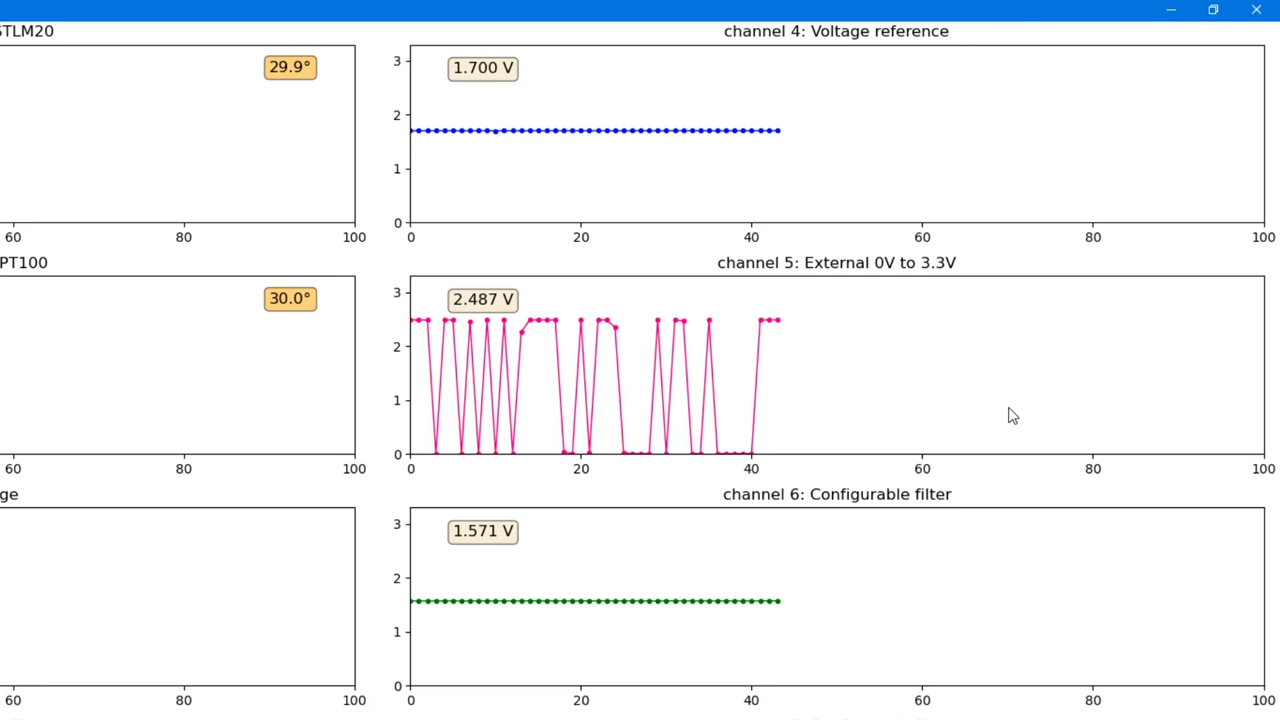 STLM20
29.9°
60 80 100
PT100
30.0°
60 80 100
ge
60 80 100
channel 4: Voltage reference
1.700 V
3
2
1
0
0 20 40 60 80 100
channel 5: External 0V to 3.3V
2.487 V
3
2
1
0
0 20 40 60 80 100
channel 6: Configurable filter
1.571 V
3
2
1
0
0 20 40 60 80 100